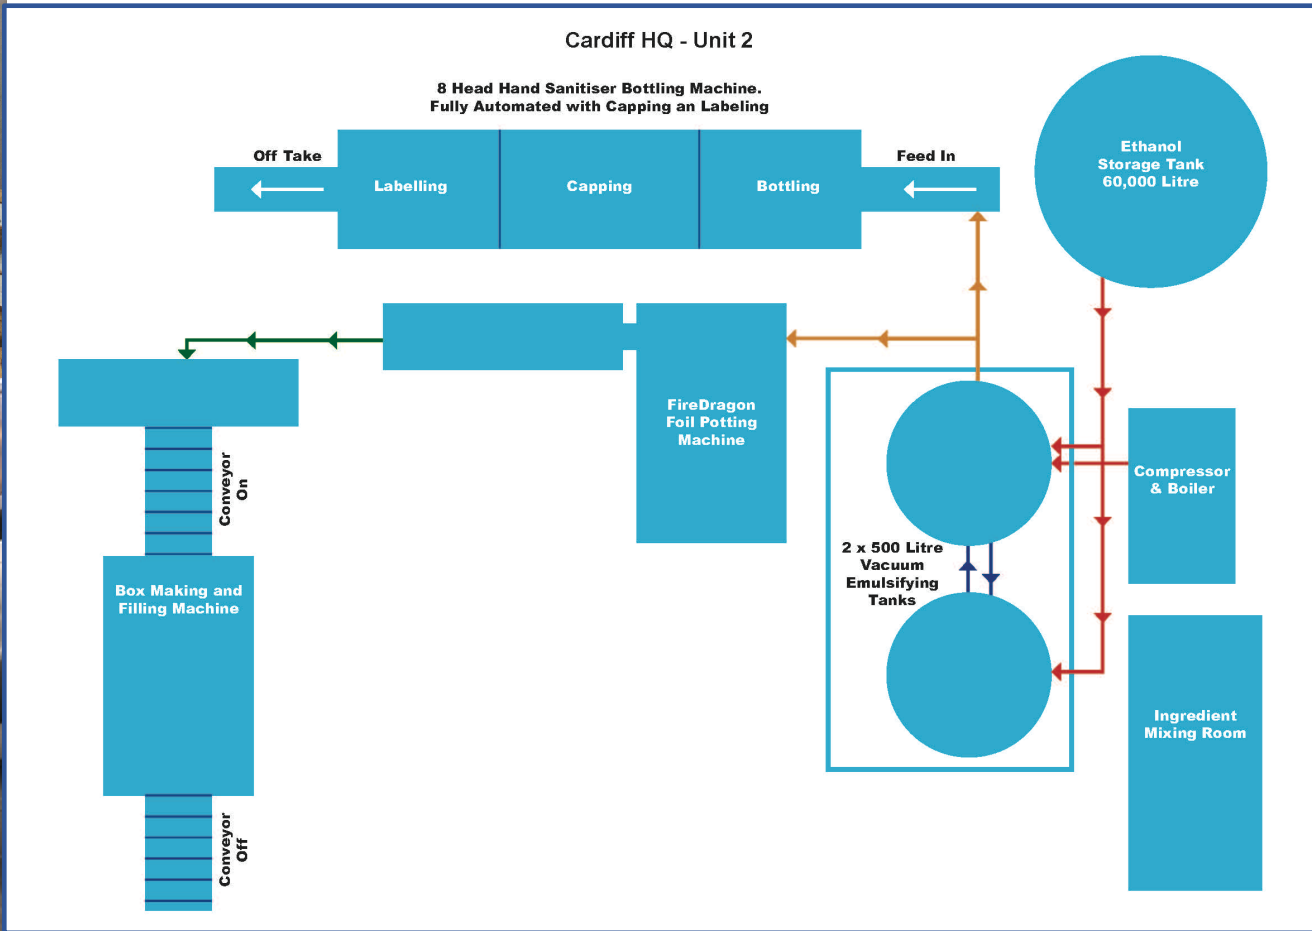 Cardiff HQ - Unit 2
8 Head Hand Sanitiser Bottling Machine.
Fully Automated with Capping an Labeling
Off Take
Labelling
Capping
Bottling
Feed In
Ethanol
Storage Tank
60,000 Litre
FireDragon
Foil Potting
Machine
Compressor
& Boiler
Conveyor
On
2 x 500 Litre
Vacuum
Emulsifying
Tanks
Box Making and
Filling Machine
Ingredient
Mixing Room
Conveyor
Off